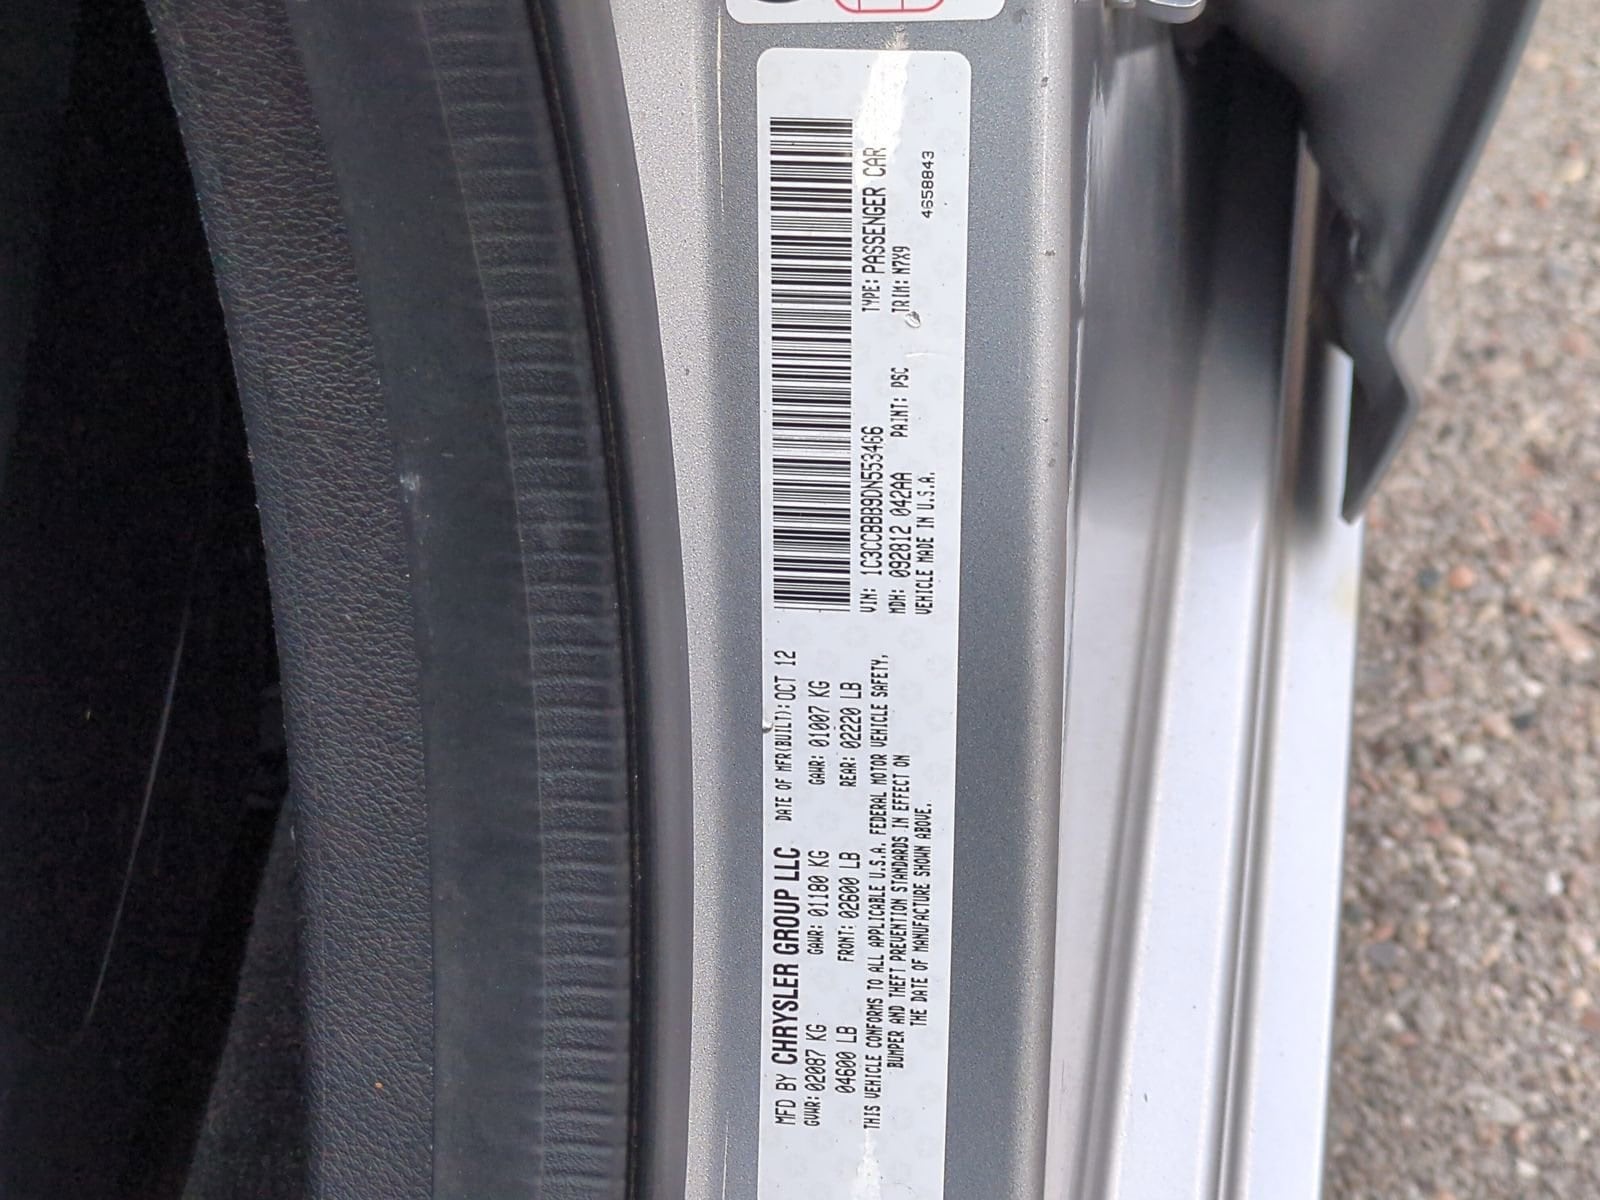 MFD BY CHRYSLER GROUP LLC DATE OF MFR(BUILT): OCT 12
GVWR: 02087 KG GAWR: 01180 KG GAWR: 01007 KG
04600 LB FRONT: 02600 LB REAR: 02220 LB
THIS VEHICLE CONFORMS TO ALL APPLICABLE U.S.A. FEDERAL MOTOR VEHICLE SAFETY,
BUMPER AND THEFT PREVENTION STANDARDS IN EFFECT ON
THE DATE OF MANUFACTURE SHOWN ABOVE.
VIN: 1C3CCBBB9DN553466 TYPE: PASSENGER CAR
MDH: 092812 042AA PAINT: PSC TRIM: M7X9
VEHICLE MADE IN U.S.A.
4658843